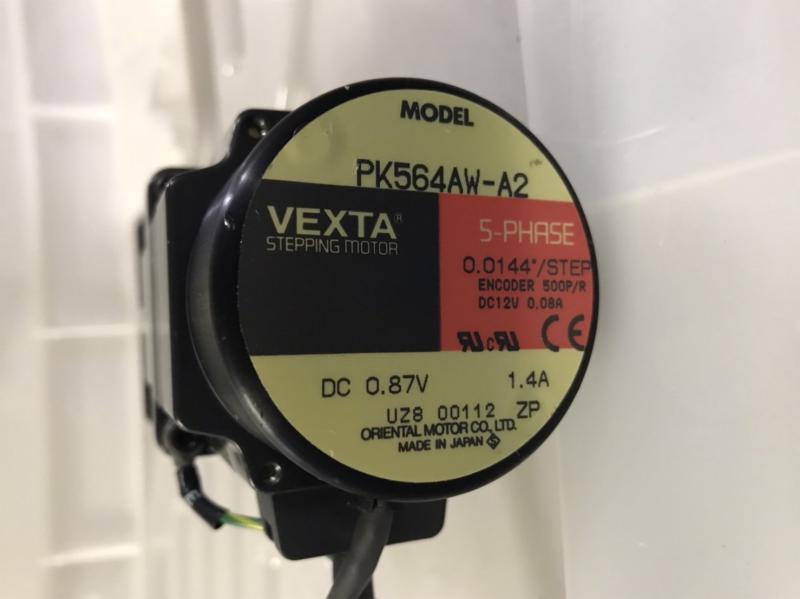 MODEL
PK564AW-A2
VEXTA®
STEPPING MOTOR
5-PHASE
0.0144°/STEP
ENCODER 500P/R
DC12V 0.08A
DC 0.87V 1.4A
UZ8 00112 ZP
ORIENTAL MOTOR CO., LTD.
MADE IN JAPAN